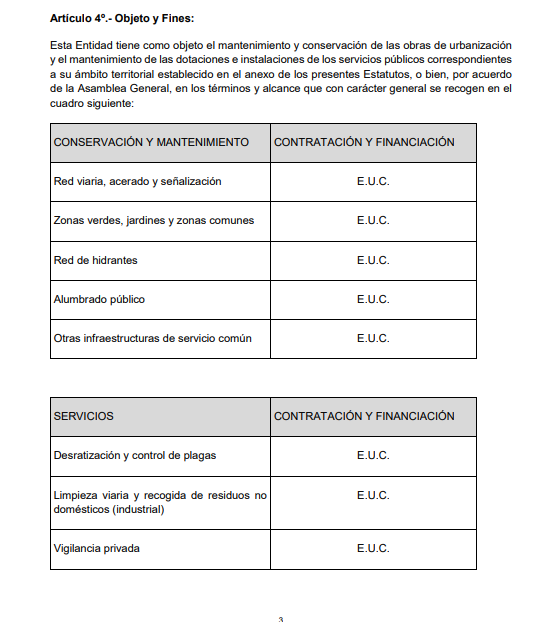 Artículo 4º.- Objeto y Fines:
Esta Entidad tiene como objeto el mantenimiento y conservación de las obras de urbanización
y el mantenimiento de las dotaciones e instalaciones de los servicios públicos correspondientes
a su ámbito territorial establecido en el anexo de los presentes Estatutos, o bien, por acuerdo
de la Asamblea General, en los términos y alcance que con carácter general se recogen en el
cuadro siguiente:
CONSERVACIÓN Y MANTENIMIENTO CONTRATACIÓN Y FINANCIACIÓN
Red viaria, acerado y señalización E.U.C.
Zonas verdes, jardines y zonas comunes E.U.C.
Red de hidrantes E.U.C.
Alumbrado público E.U.C.
Otras infraestructuras de servicio común E.U.C.
SERVICIOS CONTRATACIÓN Y FINANCIACIÓN
Desratización y control de plagas E.U.C.
Limpieza viaria y recogida de residuos no E.U.C.
domésticos (industrial)
Vigilancia privada E.U.C.
3